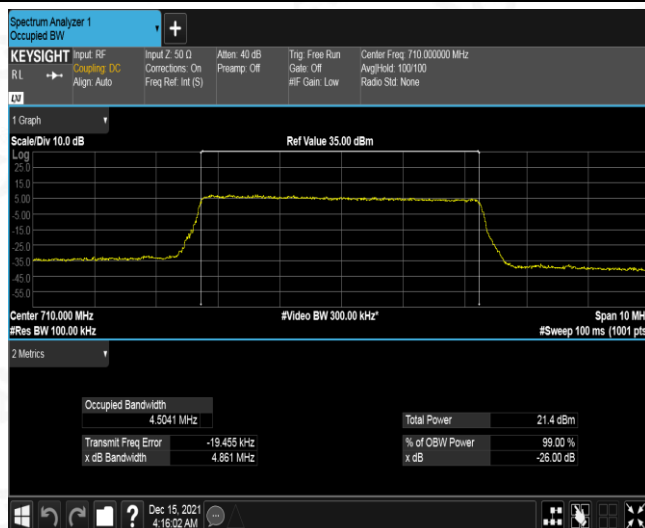 Spectrum Analyzer 1
Occupied BW
+
KEYSIGHT Input: RF Input Z: 50 Ω Atten: 40 dB Trig: Free Run Center Freq: 710.000000 MHz
RL Coupling: DC Corrections: On Preamp: Off Gate: Off Avg|Hold: 100/100
Align: Auto Freq Ref: Int (S) #IF Gain: Low Radio Std: None
1 Graph
Scale/Div 10.0 dB Ref Value 35.00 dBm
Log
25.0
15.0
5.00
-5.00
-15.0
-25.0
-35.0
-45.0
-55.0
Center 710.000 MHz #Video BW 300.00 kHz* Span 10 MH
#Res BW 100.00 kHz #Sweep 100 ms (1001 pts
2 Metrics
Occupied Bandwidth
4.5041 MHz Total Power 21.4 dBm
Transmit Freq Error -19.455 kHz % of OBW Power 99.00 %
x dB Bandwidth 4.861 MHz x dB -26.00 dB
? Dec 15, 2021
4:16:02 AM